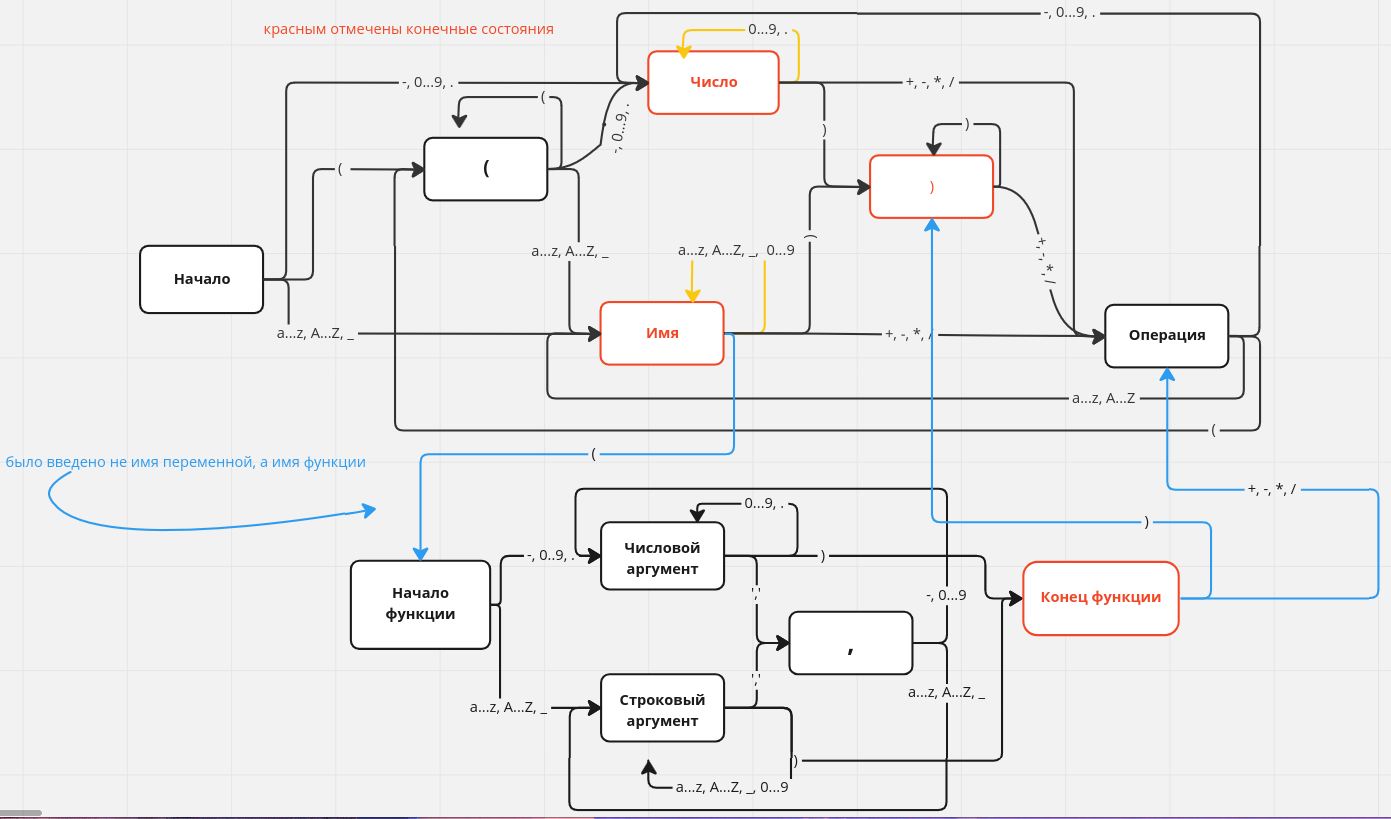 -, 0...9, .
красным отмечены конечные состояния
0...9, .
Число
-, 0...9, .
+, -, *, /
(
-, 0...9, .
)
)
(
(
)
Начало
a...z, A...Z, _
a...z, A...Z, _, 0...9
)
+, -, *, /
a...z, A...Z, _
Имя
+, -, *, /
Операция
a...z, A...Z
(
(
было введено не имя переменной, а имя функции
+, -, *, /
0...9, .
)
Начало
функции
-, 0..9, .
Числовой
аргумент
)
','
-, 0...9
Конец функции
,
','
a...z, A...Z, _
a...z, A...Z, _
Строковый
аргумент
)
a...z, A...Z, _, 0...9